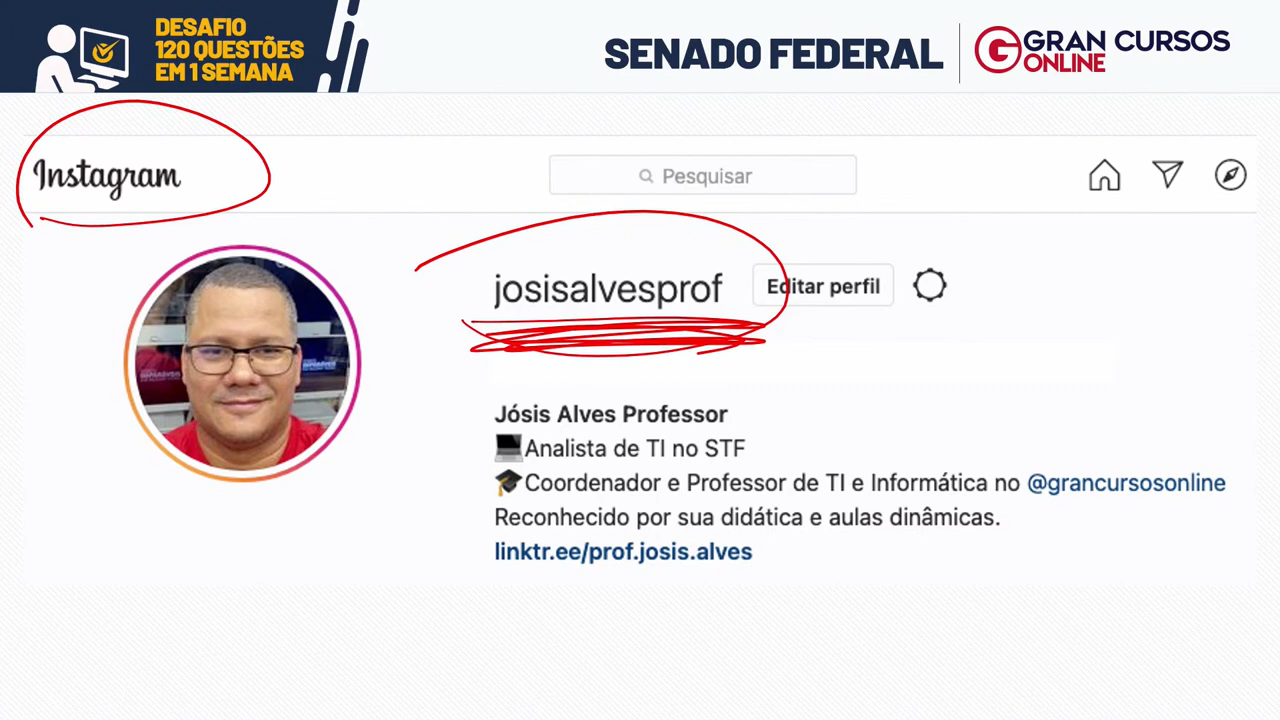 DESAFIO
120 QUESTÕES
EM 1 SEMANA
SENADO FEDERAL
GRAN CURSOS
ONLINE
Instagram
Pesquisar
josisalvesprof
Editar perfil
Jósis Alves Professor
Analista de TI no STF
Coordenador e Professor de TI e Informática no @grancursosonline
Reconhecido por sua didática e aulas dinâmicas.
linktr.ee/prof.josis.alves